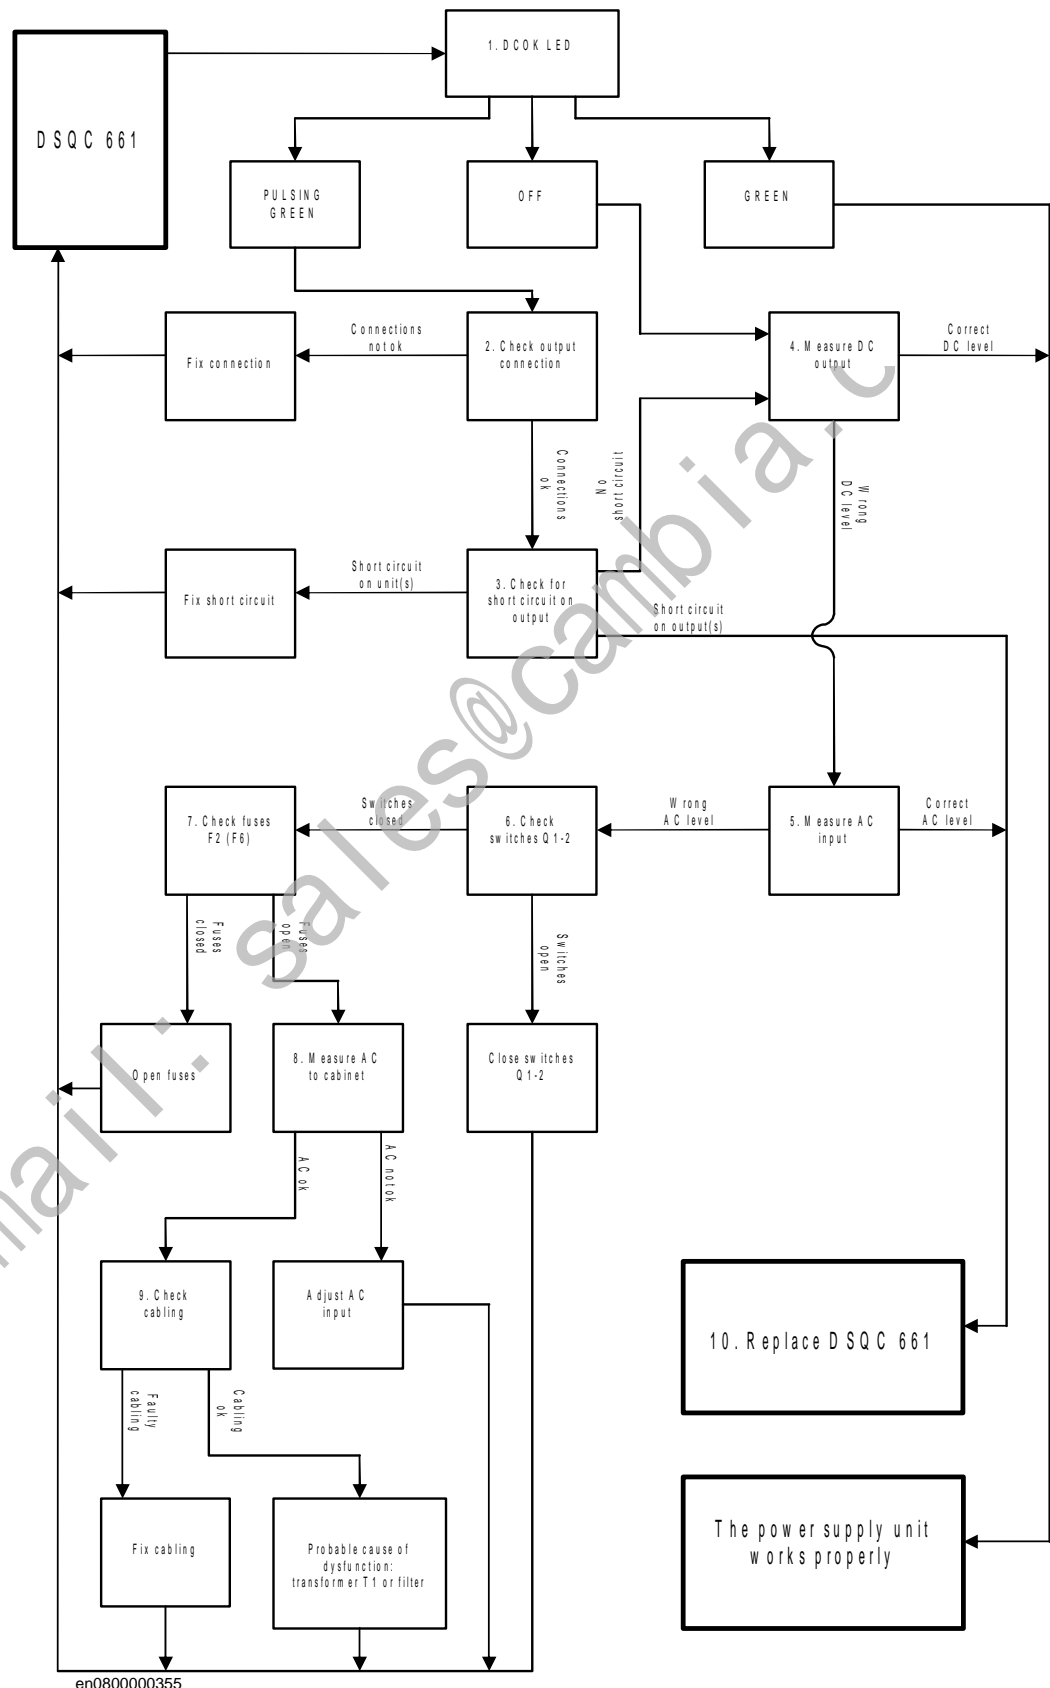 1. DCOK LED
DSQC 661
PULSING
GREEN
OFF
GREEN
Connections
not ok
Correct
DC level
Fix connection
2. Check output
connection
4. Measure DC
output
Connections
ok
No
short circuit
Wrong
DC level
Short circuit
on unit(s)
Fix short circuit
3. Check for
short circuit on
output
Short circuit
on output(s)
Switches
closed
Wrong
AC level
Correct
AC level
7. Check fuses
F2 (F6)
6. Check
switches Q1-2
5. Measure AC
input
Fuses
closed
Fuses
open
Switches
open
Open fuses
8. Measure AC
to cabinet
Close switches
Q1-2
AC ok
AC not ok
9. Check
cabling
Adjust AC
input
10. Replace DSQC 661
Faulty
cabling
Cabling
ok
Fix cabling
Probable cause of
dysfunction:
transformer T1 or filter
The power supply unit
works properly
en0800000355
mail: sales@cambia.c